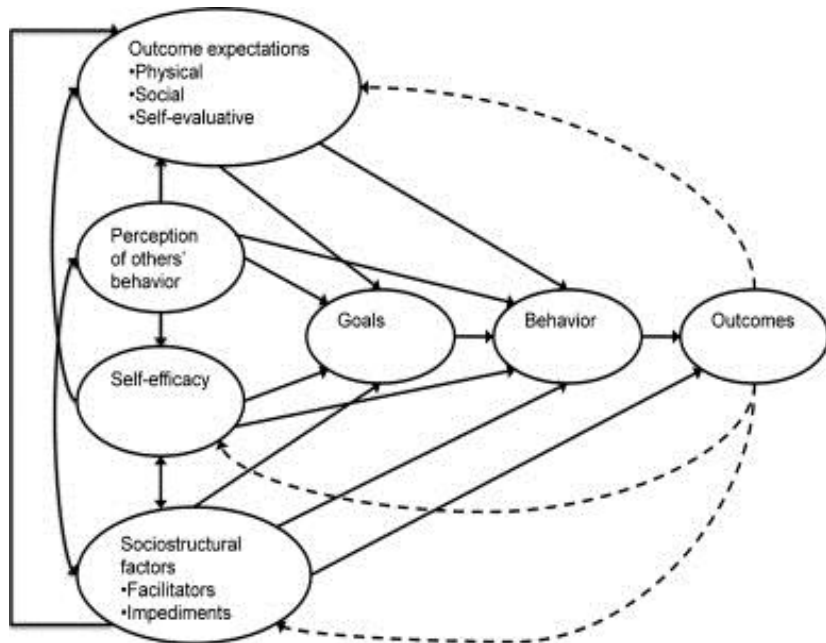 Outcome expectations
•Physical
•Social
•Self-evaluative
Perception
of others'
behavior
Goals
Behavior
Outcomes
Self-efficacy
Sociostructural
factors
•Facilitators
•Impediments